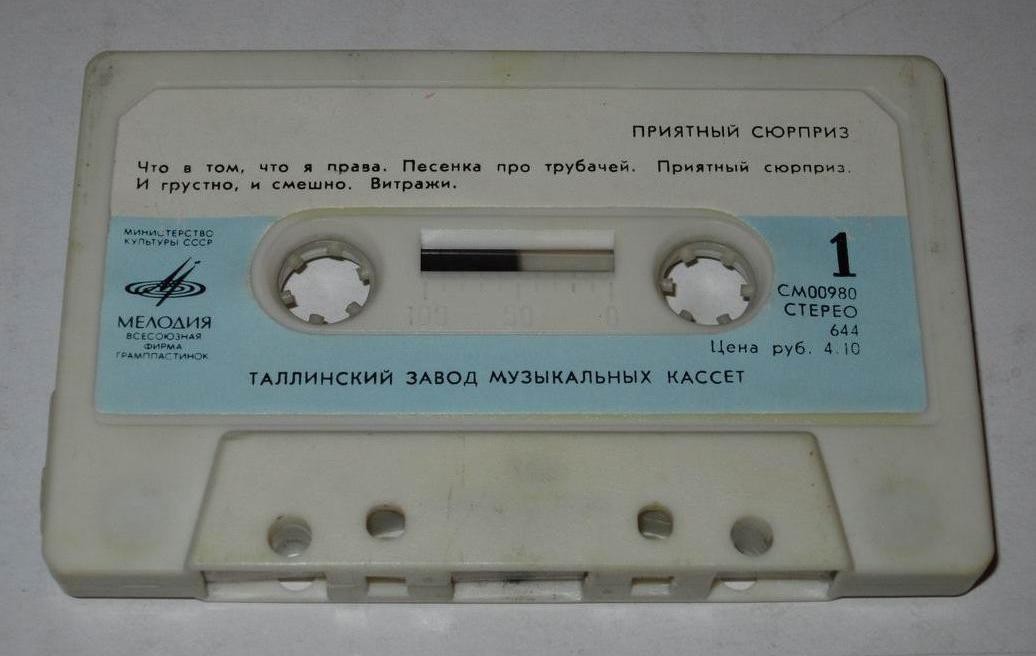 ПРИЯТНЫЙ СЮРПРИЗ
Что в том, что я права. Песенка про трубачей. Приятный сюрприз.
И грустно, и смешно. Витражи.
МИНИСТЕРСТВО
КУЛЬТУРЫ СССР
МЕЛОДИЯ
ВСЕСОЮЗНАЯ
ФИРМА
ГРАМПЛАСТИНОК
1
СМ00980
СТЕРЕО
644
Цена руб. 4.10
100 50 0
ТАЛЛИНСКИЙ ЗАВОД МУЗЫКАЛЬНЫХ КАССЕТ